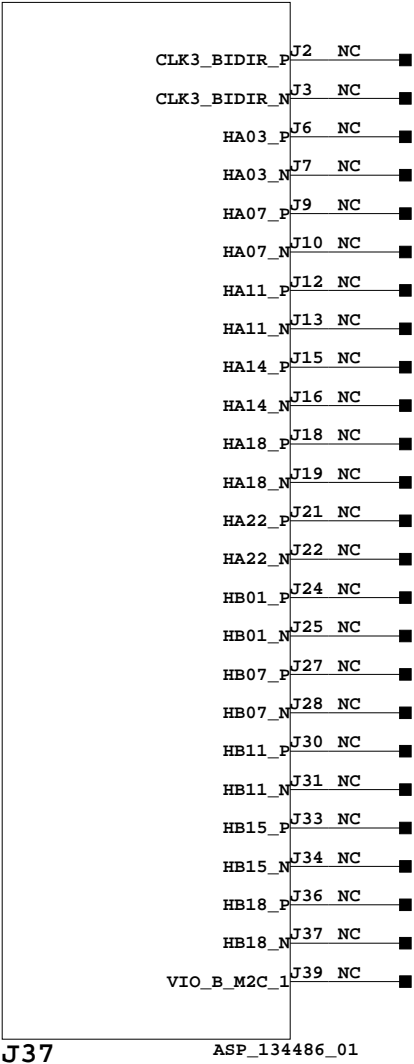 CLK3_BIDIR_P J2 NC
CLK3_BIDIR_N J3 NC
HA03_P J6 NC
HA03_N J7 NC
HA07_P J9 NC
HA07_N J10 NC
HA11_P J12 NC
HA11_N J13 NC
HA14_P J15 NC
HA14_N J16 NC
HA18_P J18 NC
HA18_N J19 NC
HA22_P J21 NC
HA22_N J22 NC
HB01_P J24 NC
HB01_N J25 NC
HB07_P J27 NC
HB07_N J28 NC
HB11_P J30 NC
HB11_N J31 NC
HB15_P J33 NC
HB15_N J34 NC
HB18_P J36 NC
HB18_N J37 NC
VIO_B_M2C_1 J39 NC
J37 ASP_134486_01